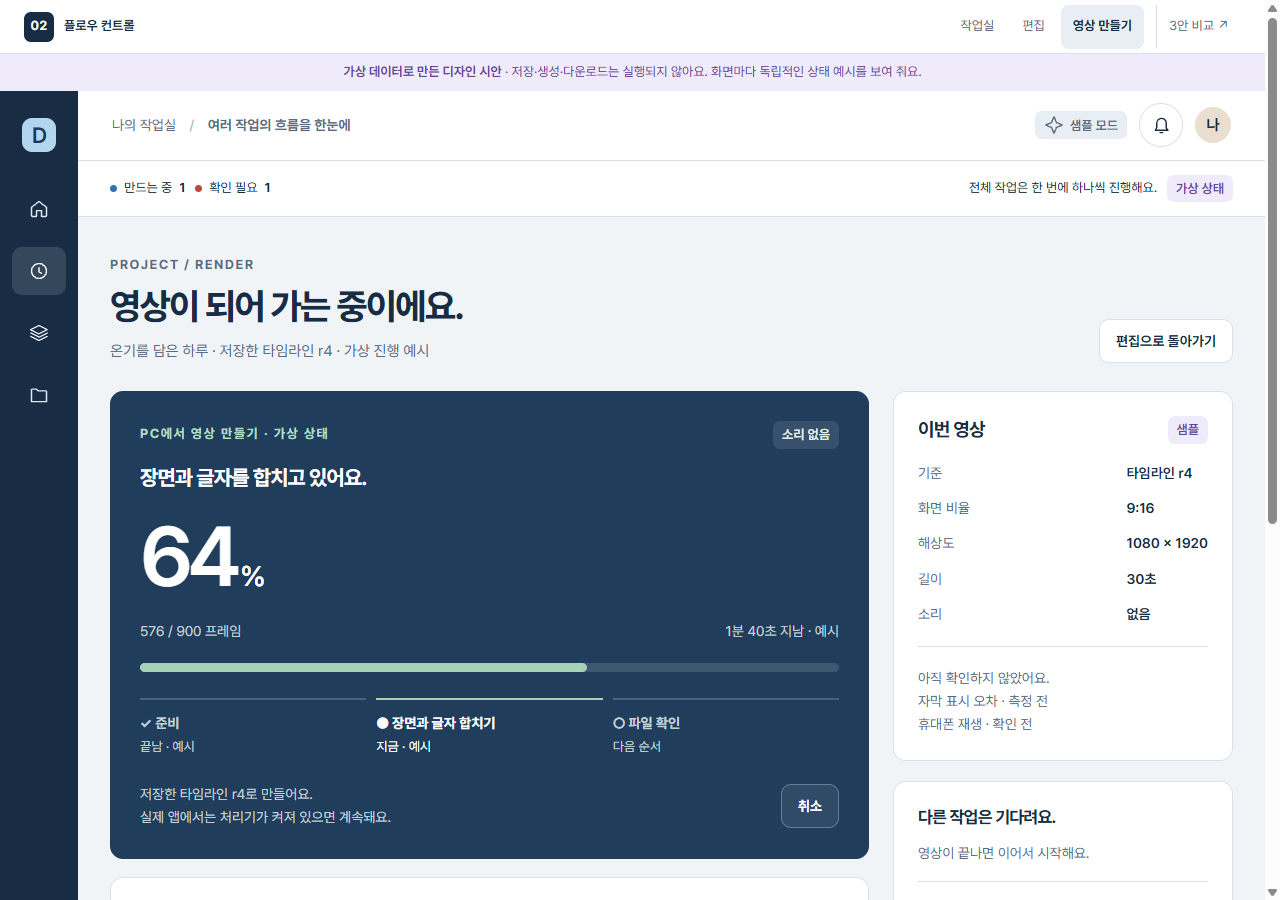 02 플로우 컨트롤
작업실 편집 영상 만들기 3안 비교 ↗
가상 데이터로 만든 디자인 시안 · 저장·생성·다운로드는 실행되지 않아요. 화면마다 독립적인 상태 예시를 보여 줘요.
D
나의 작업실 / 여러 작업의 흐름을 한눈에
샘플 모드
나
만드는 중 1 확인 필요 1
전체 작업은 한 번에 하나씩 진행해요. 가상 상태
PROJECT / RENDER
영상이 되어 가는 중이에요.
온기를 담은 하루 · 저장한 타임라인 r4 · 가상 진행 예시
편집으로 돌아가기
PC에서 영상 만들기 · 가상 상태
소리 없음
장면과 글자를 합치고 있어요.
64%
576 / 900 프레임
1분 40초 지남 · 예시
✓ 준비
끝남 · 예시
● 장면과 글자 합치기
지금 · 예시
○ 파일 확인
다음 순서
저장한 타임라인 r4로 만들어요.
실제 앱에서는 처리기가 켜져 있으면 계속돼요.
취소
이번 영상
샘플
기준 타임라인 r4
화면 비율 9:16
해상도 1080 × 1920
길이 30초
소리 없음
아직 확인하지 않았어요.
자막 표시 오차 · 측정 전
휴대폰 재생 · 확인 전
다른 작업은 기다려요.
영상이 끝나면 이어서 시작해요.